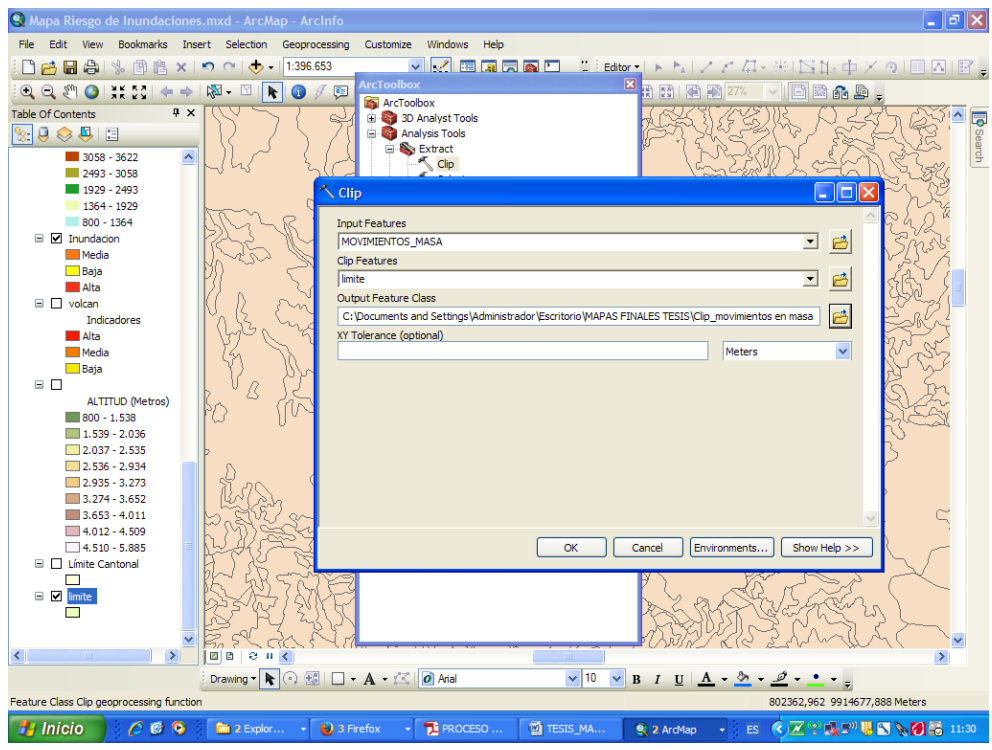 Mapa Riesgo de Inundaciones.mxd - ArcMap - ArcInfo
File Edit View Bookmarks Insert Selection Geoprocessing Customize Windows Help
1:396.653
Editor
ArcToolbox
27%
Table Of Contents
ArcToolbox
3D Analyst Tools
Analysis Tools
Extract
Clip
Search
3058 - 3622
2493 - 3058
1929 - 2493
1364 - 1929
800 - 1364
Inundacion
Media
Baja
Alta
volcan
Indicadores
Alta
Media
Baja
ALTITUD (Metros)
800 - 1.538
1.539 - 2.036
2.037 - 2.535
2.536 - 2.934
2.935 - 3.273
3.274 - 3.652
3.653 - 4.011
4.012 - 4.509
4.510 - 5.885
Límite Cantonal
limite
Clip
Input Features
MOVIMIENTOS_MASA
Clip Features
limite
Output Feature Class
C:\Documents and Settings\Administrador\Escritorio\MAPAS FINALES TESIS\Clip_movimientos en masa
XY Tolerance (optional)
Meters
OK Cancel Environments... Show Help >>
Drawing A Arial 10 B I U A
Feature Class Clip geoprocessing function
802362,962 9914677,888 Meters
Inicio 2 Explor... 3 Firefox PROCESO ... TESIS_MA... 2 ArcMap ES 11:30